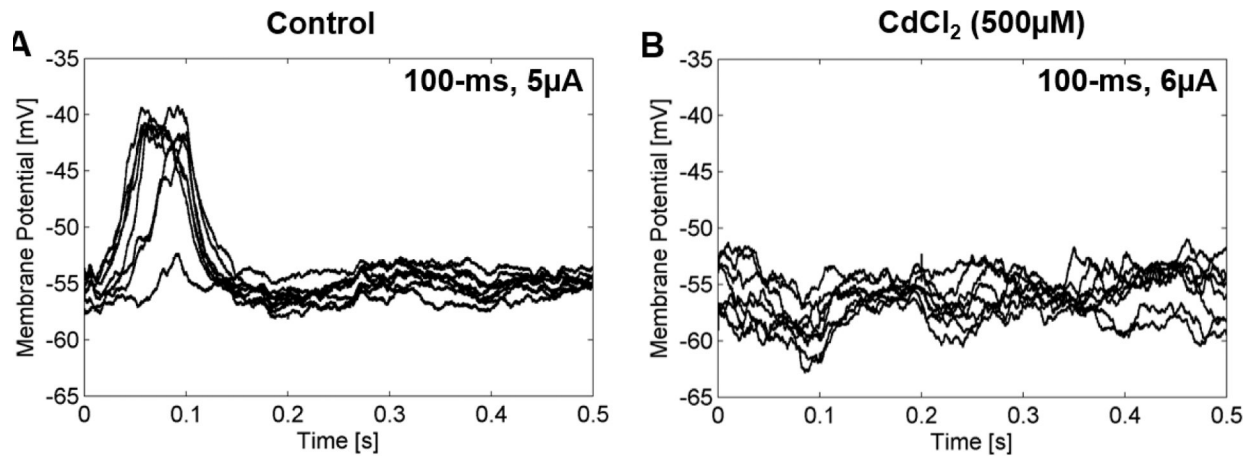 Control
A
100-ms, 5µA
Membrane Potential [mV]
-35
-40
-45
-50
-55
-60
-65
0
0.1
0.2
0.3
0.4
0.5
Time [s]
CdCl₂ (500µM)
B
100-ms, 6µA
Membrane Potential [mV]
-35
-40
-45
-50
-55
-60
-65
0
0.1
0.2
0.3
0.4
0.5
Time [s]